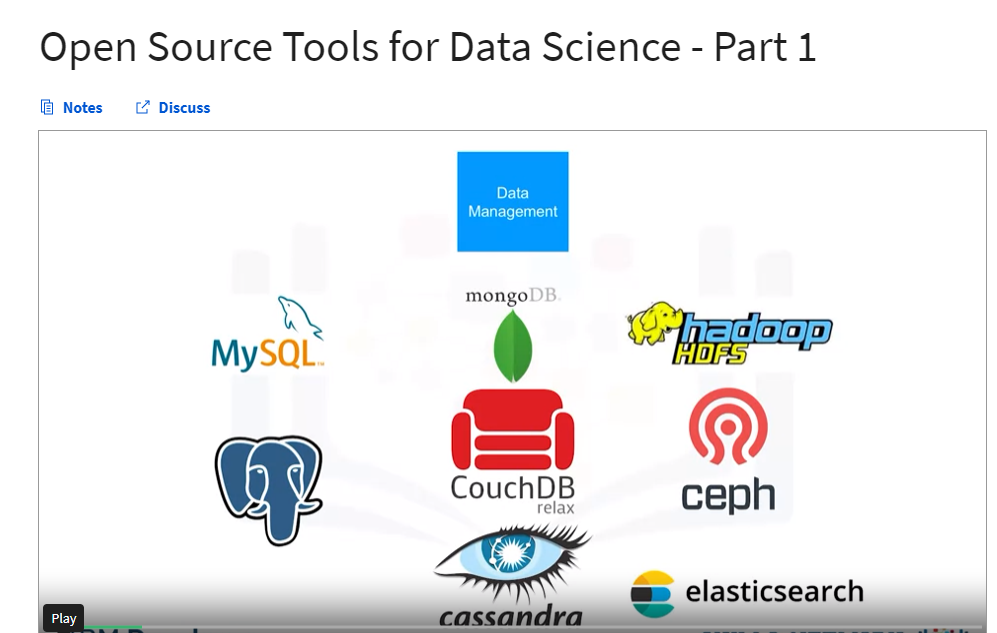 Open Source Tools for Data Science - Part 1
Notes Discuss
Data
Management
mongoDB.
MySQL™
hadoop
HDFS
CouchDB
relax
ceph
cassandra
elasticsearch
Play